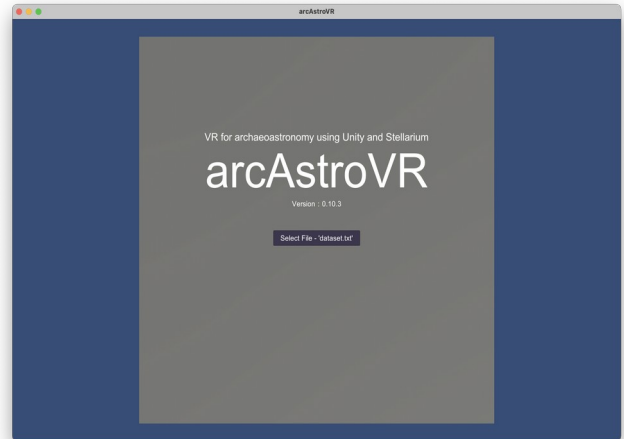 arcAstroVR
VR for archaeoastronomy using Unity and Stellarium
arcAstroVR
Version : 0.10.3
Select File - 'dataset.txt'